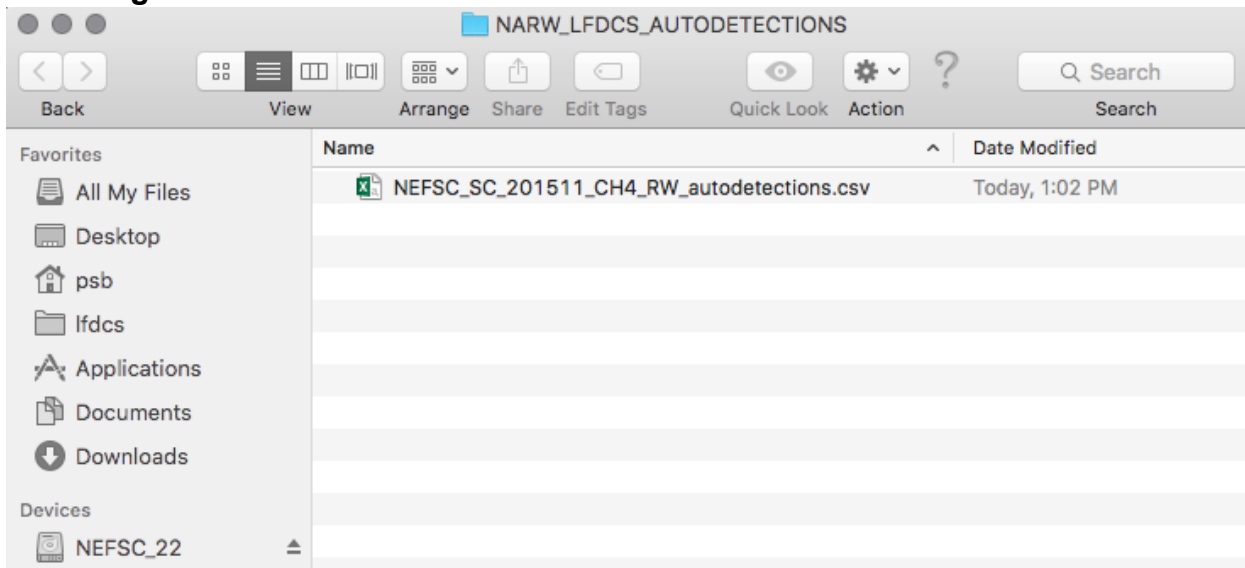 NARW_LFDCS_AUTODETECTIONS
Back View Arrange Share Edit Tags Quick Look Action Search
Search
Favorites
Name Date Modified
All My Files
NEFSC_SC_201511_CH4_RW_autodetections.csv Today, 1:02 PM
Desktop
psb
lfdcs
Applications
Documents
Downloads
Devices
NEFSC_22